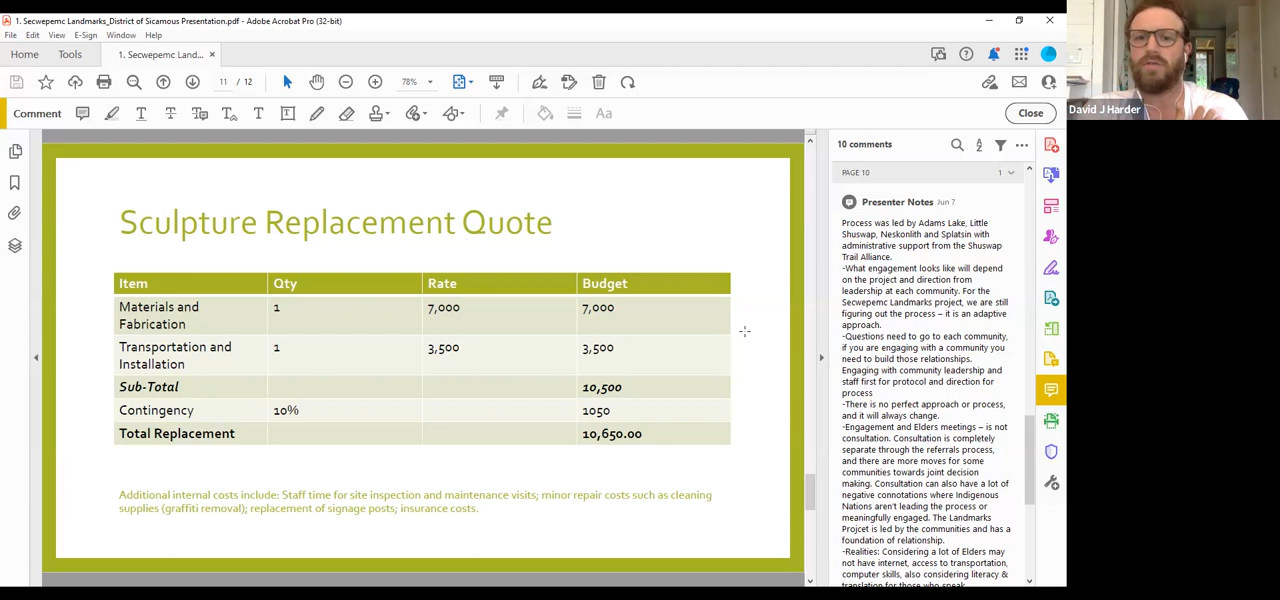 1. Secwepemc Landmarks_District of Sicamous Presentation.pdf - Adobe Acrobat Pro (32-bit)
File Edit View E-Sign Window Help
Home Tools 1. Secwepemc Land... ×
11 / 12 78%
Comment Aa Close
David J Harder
10 comments
PAGE 10 1
Presenter Notes Jun 7
Process was led by Adams Lake, Little
Shuswap, Neskonlith and Splatsin with
administrative support from the Shuswap
Trail Alliance.
-What engagement looks like will depend
on the project and direction from
leadership at each community. For the
Secwepemc Landmarks project, we are still
figuring out the process – it is an adaptive
approach.
-Questions need to go to each community,
if you are engaging with a community you
need to build those relationships.
Engaging with community leadership and
staff first for protocol and direction for
process
-There is no perfect approach or process,
and it will always change.
-Engagement and Elders meetings – is not
consultation. Consultation is completely
separate through the referrals process,
and there are more moves for some
communities towards joint decision
making. Consultation can also have a lot of
negative connotations where Indigenous
Nations aren't leading the process or
meaningfully engaged. The Landmarks
Projcet is led by the communities and has a
foundation of relationship.
-Realities: Considering a lot of Elders may
not have internet, access to transportation,
computer skills, also considering literacy &
translation for those who speak
Sculpture Replacement Quote
Item Qty Rate Budget
Materials and
Fabrication 1 7,000 7,000
Transportation and
Installation 1 3,500 3,500
Sub-Total 10,500
Contingency 10% 1050
Total Replacement 10,650.00
Additional internal costs include: Staff time for site inspection and maintenance visits; minor repair costs such as cleaning
supplies (graffiti removal); replacement of signage posts; insurance costs.